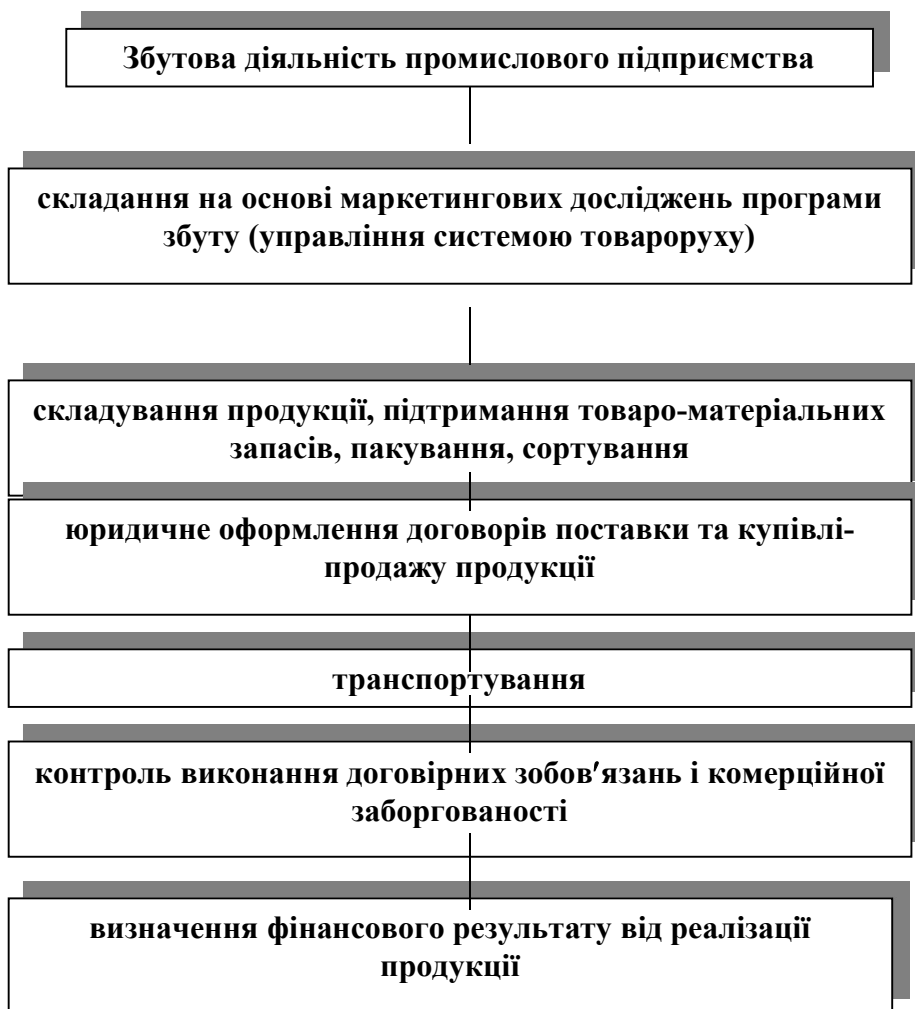 Збутова діяльність промислового підприємства
складання на основі маркетингових досліджень програми
збуту (управління системою товароруху)
складування продукції, підтримання товаро-матеріальних
запасів, пакування, сортування
юридичне оформлення договорів поставки та купівлі-
продажу продукції
транспортування
контроль виконання договірних зобов′язань і комерційної
заборгованості
визначення фінансового результату від реалізації
продукції